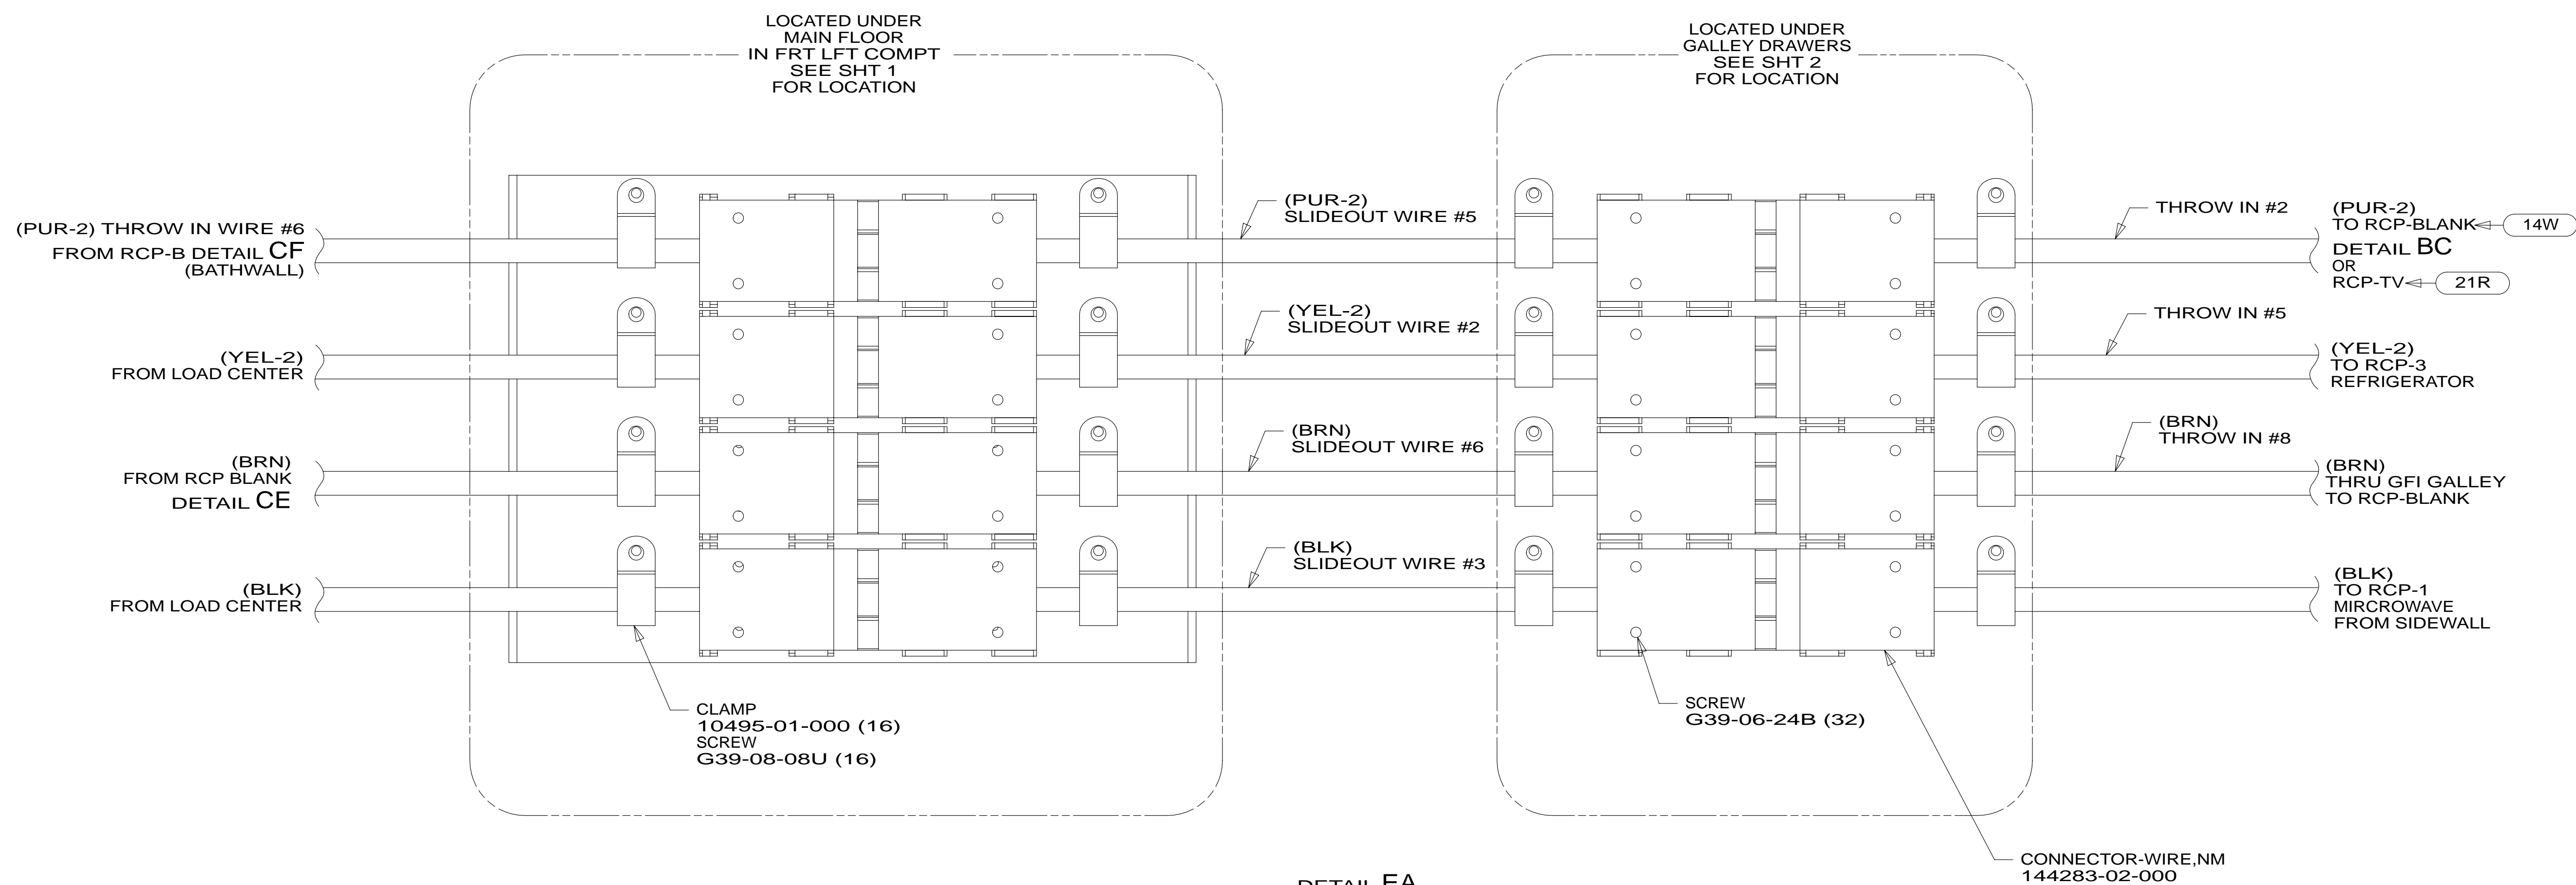 LOCATED UNDER
MAIN FLOOR
IN FRT LFT COMPT
SEE SHT 1
FOR LOCATION
LOCATED UNDER
GALLEY DRAWERS
SEE SHT 2
FOR LOCATION
(PUR-2) THROW IN WIRE #6
FROM RCP-B DETAIL CF
(BATHWALL)
(PUR-2)
SLIDEOUT WIRE #5
THROW IN #2
(PUR-2)
TO RCP-BLANK
14W
DETAIL BC
OR
RCP-TV
21R
(YEL-2)
FROM LOAD CENTER
(YEL-2)
SLIDEOUT WIRE #2
THROW IN #5
(YEL-2)
TO RCP-3
REFRIGERATOR
(BRN)
FROM RCP BLANK
DETAIL CE
(BRN)
SLIDEOUT WIRE #6
(BRN)
THROW IN #8
(BRN)
THRU GFI GALLEY
TO RCP-BLANK
(BLK)
FROM LOAD CENTER
(BLK)
SLIDEOUT WIRE #3
(BLK)
TO RCP-1
MIRCROWAVE
FROM SIDEWALL
CLAMP
10495-01-000 (16)
SCREW
G39-08-08U (16)
SCREW
G39-06-24B (32)
CONNECTOR-WIRE,NM
144283-02-000
DETAIL EA